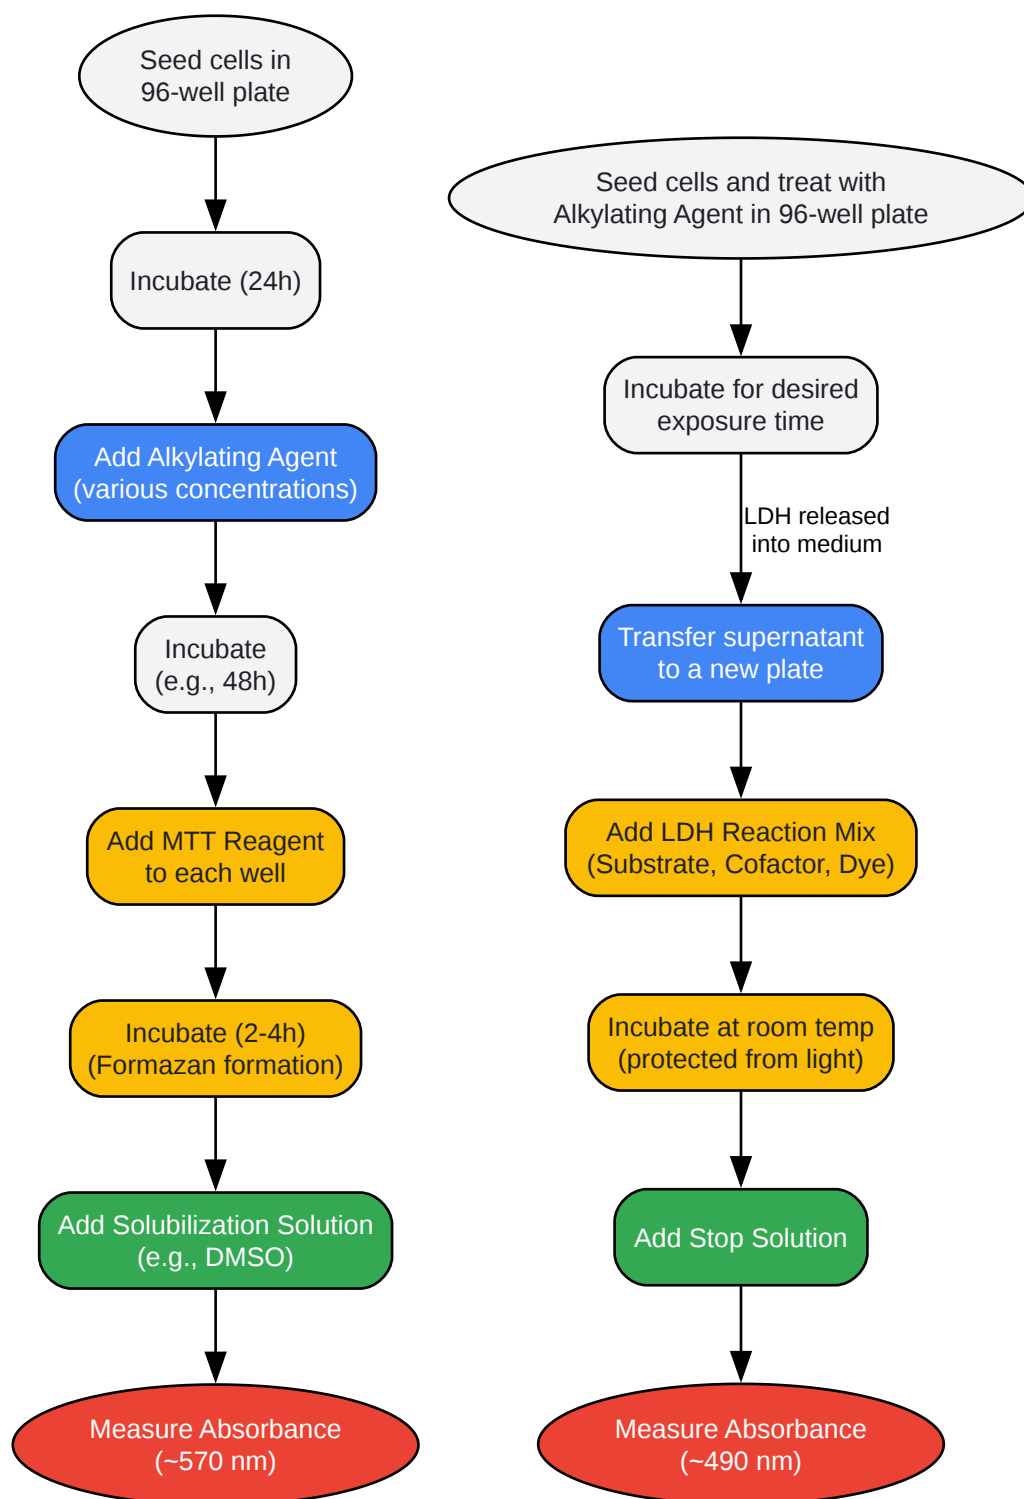 Seed cells in
96-well plate
Incubate (24h)
Add Alkylating Agent
(various concentrations)
Incubate
(e.g., 48h)
Add MTT Reagent
to each well
Incubate (2-4h)
(Formazan formation)
Add Solubilization Solution
(e.g., DMSO)
Measure Absorbance
(~570 nm)
Seed cells and treat with
Alkylating Agent in 96-well plate
Incubate for desired
exposure time
LDH released
into medium
Transfer supernatant
to a new plate
Add LDH Reaction Mix
(Substrate, Cofactor, Dye)
Incubate at room temp
(protected from light)
Add Stop Solution
Measure Absorbance
(~490 nm)